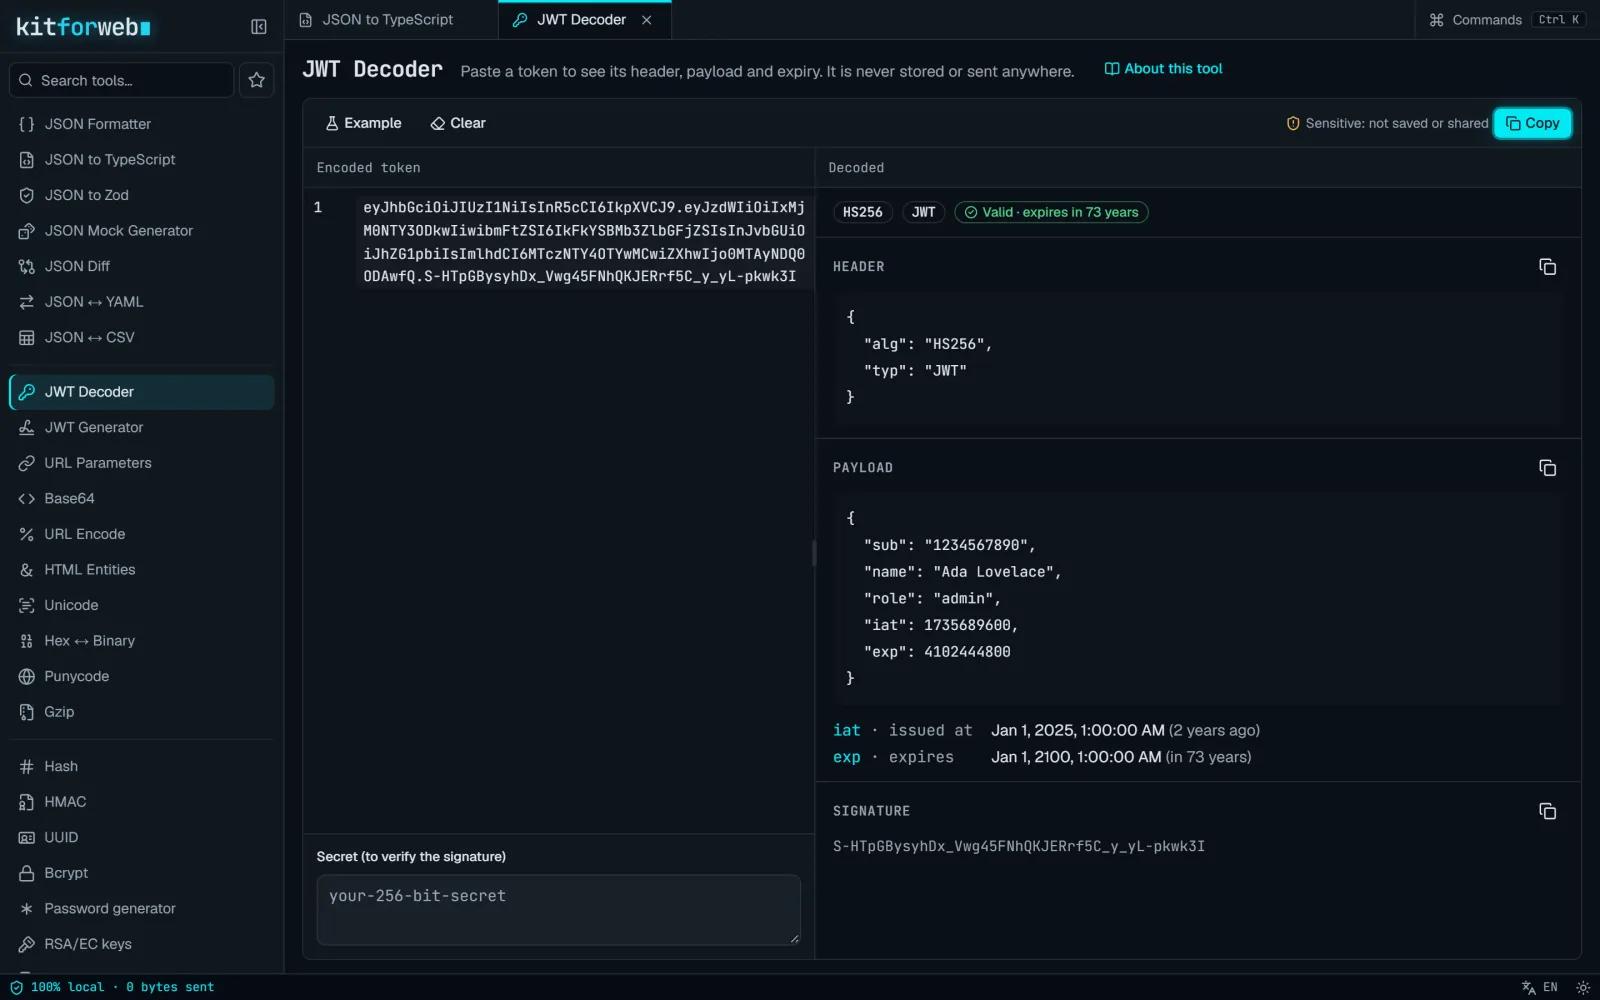 kitforweb
JSON to TypeScript
JWT Decoder
Commands
Ctrl K
Search tools...
JSON Formatter
JSON to TypeScript
JSON to Zod
JSON Mock Generator
JSON Diff
JSON ↔ YAML
JSON ↔ CSV
JWT Decoder
JWT Generator
URL Parameters
Base64
URL Encode
HTML Entities
Unicode
Hex ↔ Binary
Punycode
Gzip
Hash
HMAC
UUID
Bcrypt
Password generator
RSA/EC keys
JWT Decoder
Paste a token to see its header, payload and expiry. It is never stored or sent anywhere.
About this tool
Example
Clear
Sensitive: not saved or shared
Copy
Encoded token
1
eyJhbGciOiJIUzI1NiIsInR5cCI6IkpXVCJ9.eyJzdWIiOiIxMj
M0NTY3ODkwIiwibmFtZSI6IkFkYSBMb3ZlbGFjZSIsInJvbGUiO
iJhZG1pbiIsImlhdCI6MTczNTY4OTYwMCwiZXhwIjo0MTAyNDQ0
ODAwfQ.S-HTpGBysyhDx_Vwg45FNhQKJERrf5C_y_yL-pkwk3I
Secret (to verify the signature)
your-256-bit-secret
Decoded
HS256
JWT
Valid · expires in 73 years
HEADER
{
"alg": "HS256",
"typ": "JWT"
}
PAYLOAD
{
"sub": "1234567890",
"name": "Ada Lovelace",
"role": "admin",
"iat": 1735689600,
"exp": 4102444800
}
iat · issued at Jan 1, 2025, 1:00:00 AM (2 years ago)
exp · expires Jan 1, 2100, 1:00:00 AM (in 73 years)
SIGNATURE
S-HTpGBysyhDx_Vwg45FNhQKJERrf5C_y_yL-pkwk3I
100% local · 0 bytes sent
EN